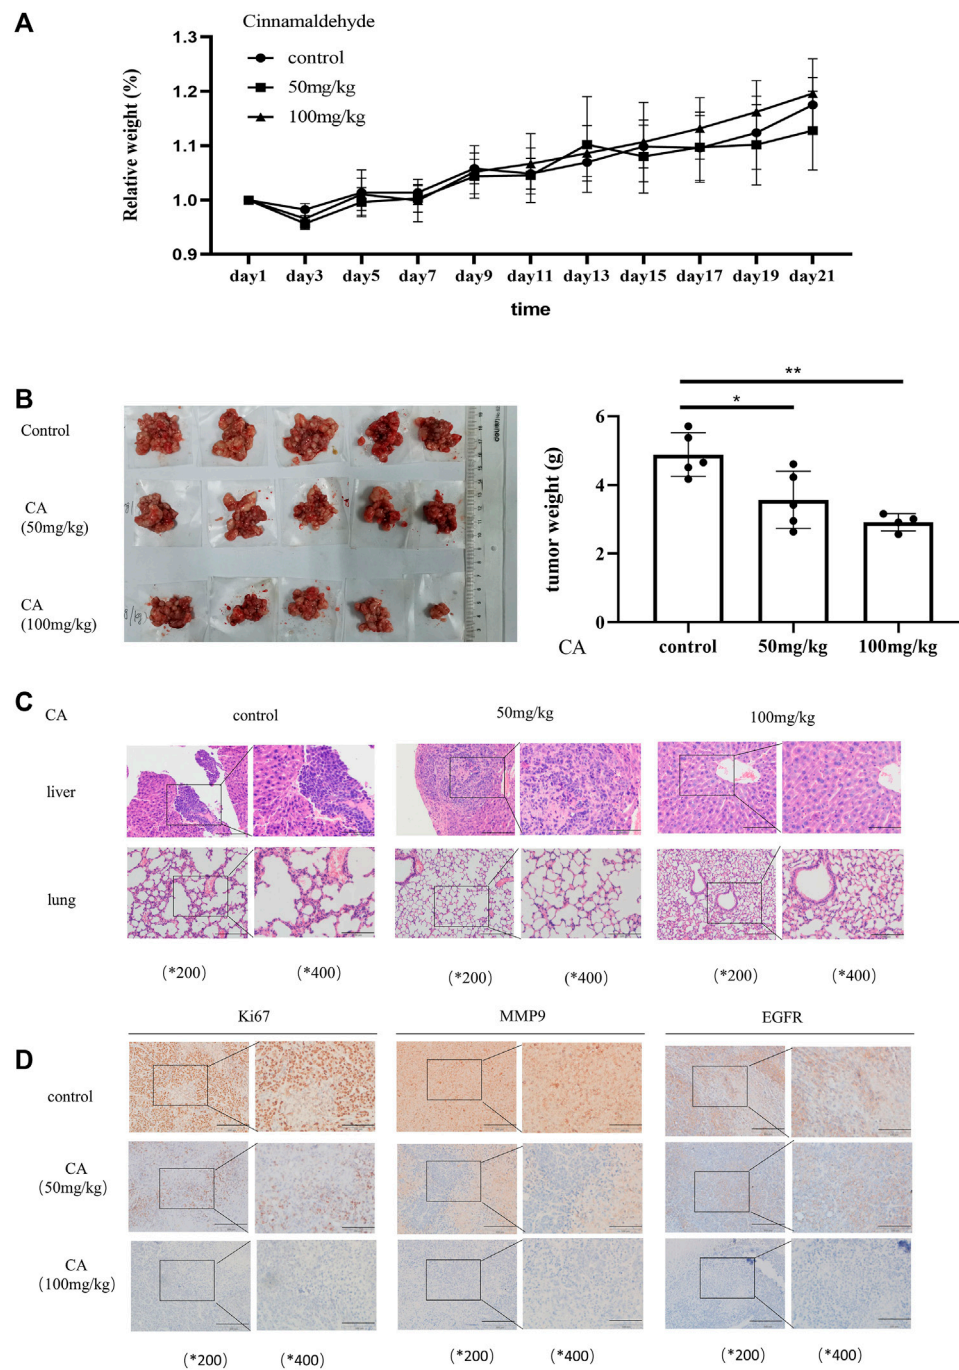 A
Cinnamaldehyde
control
50mg/kg
100mg/kg
Relative weight (%)
1.3
1.2
1.1
1.0
0.9
day1 day3 day5 day7 day9 day11 day13 day15 day17 day19 day21
time
B
Control
CA
(50mg/kg)
CA
(100mg/kg)
**
*
tumor weight (g)
6
4
2
0
CA control 50mg/kg 100mg/kg
C
CA control 50mg/kg 100mg/kg
liver
lung
(*200) (*400) (*200) (*400) (*200) (*400)
Ki67 MMP9 EGFR
D
control
CA
(50mg/kg)
CA
(100mg/kg)
(*200) (*400) (*200) (*400) (*200) (*400)